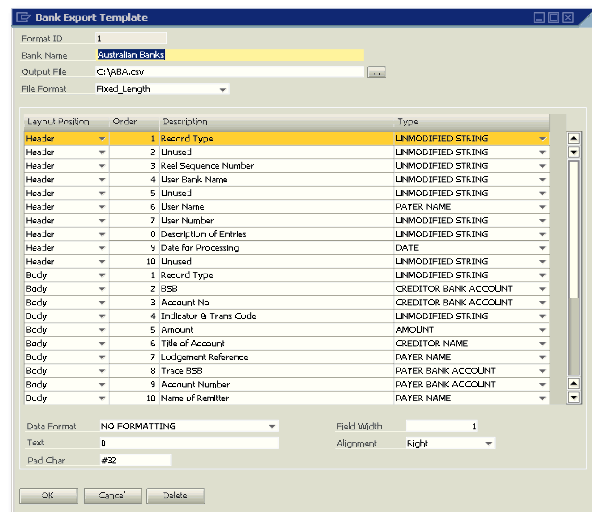 Bank Export Template
Format ID 1
Bank Name Australian Banks
Output File C:\ABA.csv ...
File Format Fixed_Length
Layout Position Order Description Type
Header 1 Record Type UNMODIFIED STRING
Header 2 Unused UNMODIFIED STRING
Header 3 Reel Sequence Number UNMODIFIED STRING
Header 4 User Bank Name UNMODIFIED STRING
Header 5 Unused UNMODIFIED STRING
Header 6 User Name PAYER NAME
Header 7 User Number UNMODIFIED STRING
Header 8 Description of Entries UNMODIFIED STRING
Header 9 Date for Processing DATE
Header 10 Unused UNMODIFIED STRING
Body 1 Record Type UNMODIFIED STRING
Body 2 BSB CREDITOR BANK ACCOUNT
Body 3 Account No CREDITOR BANK ACCOUNT
Body 4 Indicator & Trans Code UNMODIFIED STRING
Body 5 Amount AMOUNT
Body 6 Title of Account CREDITOR NAME
Body 7 Lodgement Reference PAYER NAME
Body 8 Trace BSB PAYER BANK ACCOUNT
Body 9 Account Number PAYER BANK ACCOUNT
Body 10 Name of Remitter PAYER NAME
Data Format NO FORMATTING Field Width 1
Text 0 Alignment Right
Pad Char #32
OK Cancel Delete